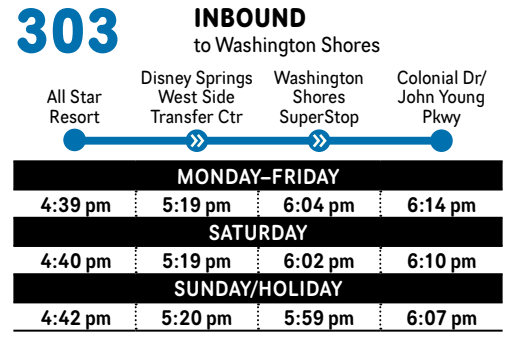 303
INBOUND
to Washington Shores
All Star
Resort
Disney Springs
West Side
Transfer Ctr
Washington
Shores
SuperStop
Colonial Dr/
John Young
Pkwy
MONDAY–FRIDAY
4:39 pm 5:19 pm 6:04 pm 6:14 pm
SATURDAY
4:40 pm 5:19 pm 6:02 pm 6:10 pm
SUNDAY/HOLIDAY
4:42 pm 5:20 pm 5:59 pm 6:07 pm